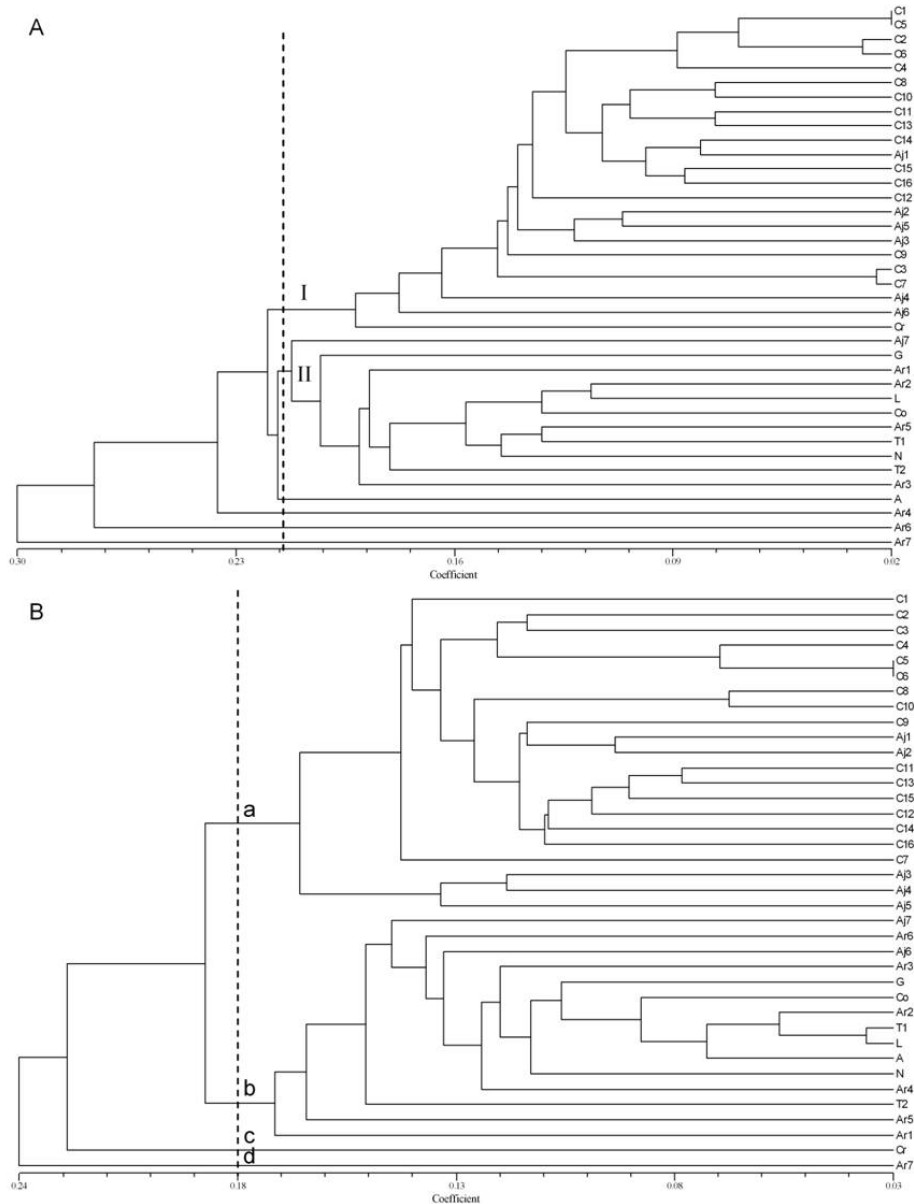 A
C1
C5
C2
C6
C4
C8
C10
C11
C13
C14
Aj1
C15
C16
C12
Aj2
Aj5
Aj3
C9
C3
C7
Aj4
Aj6
Cr
Aj7
G
Ar1
Ar2
L
Co
Ar5
T1
N
T2
Ar3
A
Ar4
Ar6
Ar7
I
II
0.30 0.23 0.16 0.09 0.02
Coefficient
B
C1
C2
C3
C4
C5
C6
C8
C10
C9
Aj1
Aj2
C11
C13
C15
C12
C14
C16
C7
Aj3
Aj4
Aj5
Aj7
Ar6
Aj6
Ar3
G
Co
Ar2
T1
L
A
N
Ar4
T2
Ar5
Ar1
Cr
Ar7
a
b
c
d
0.24 0.18 0.13 0.08 0.03
Coefficient